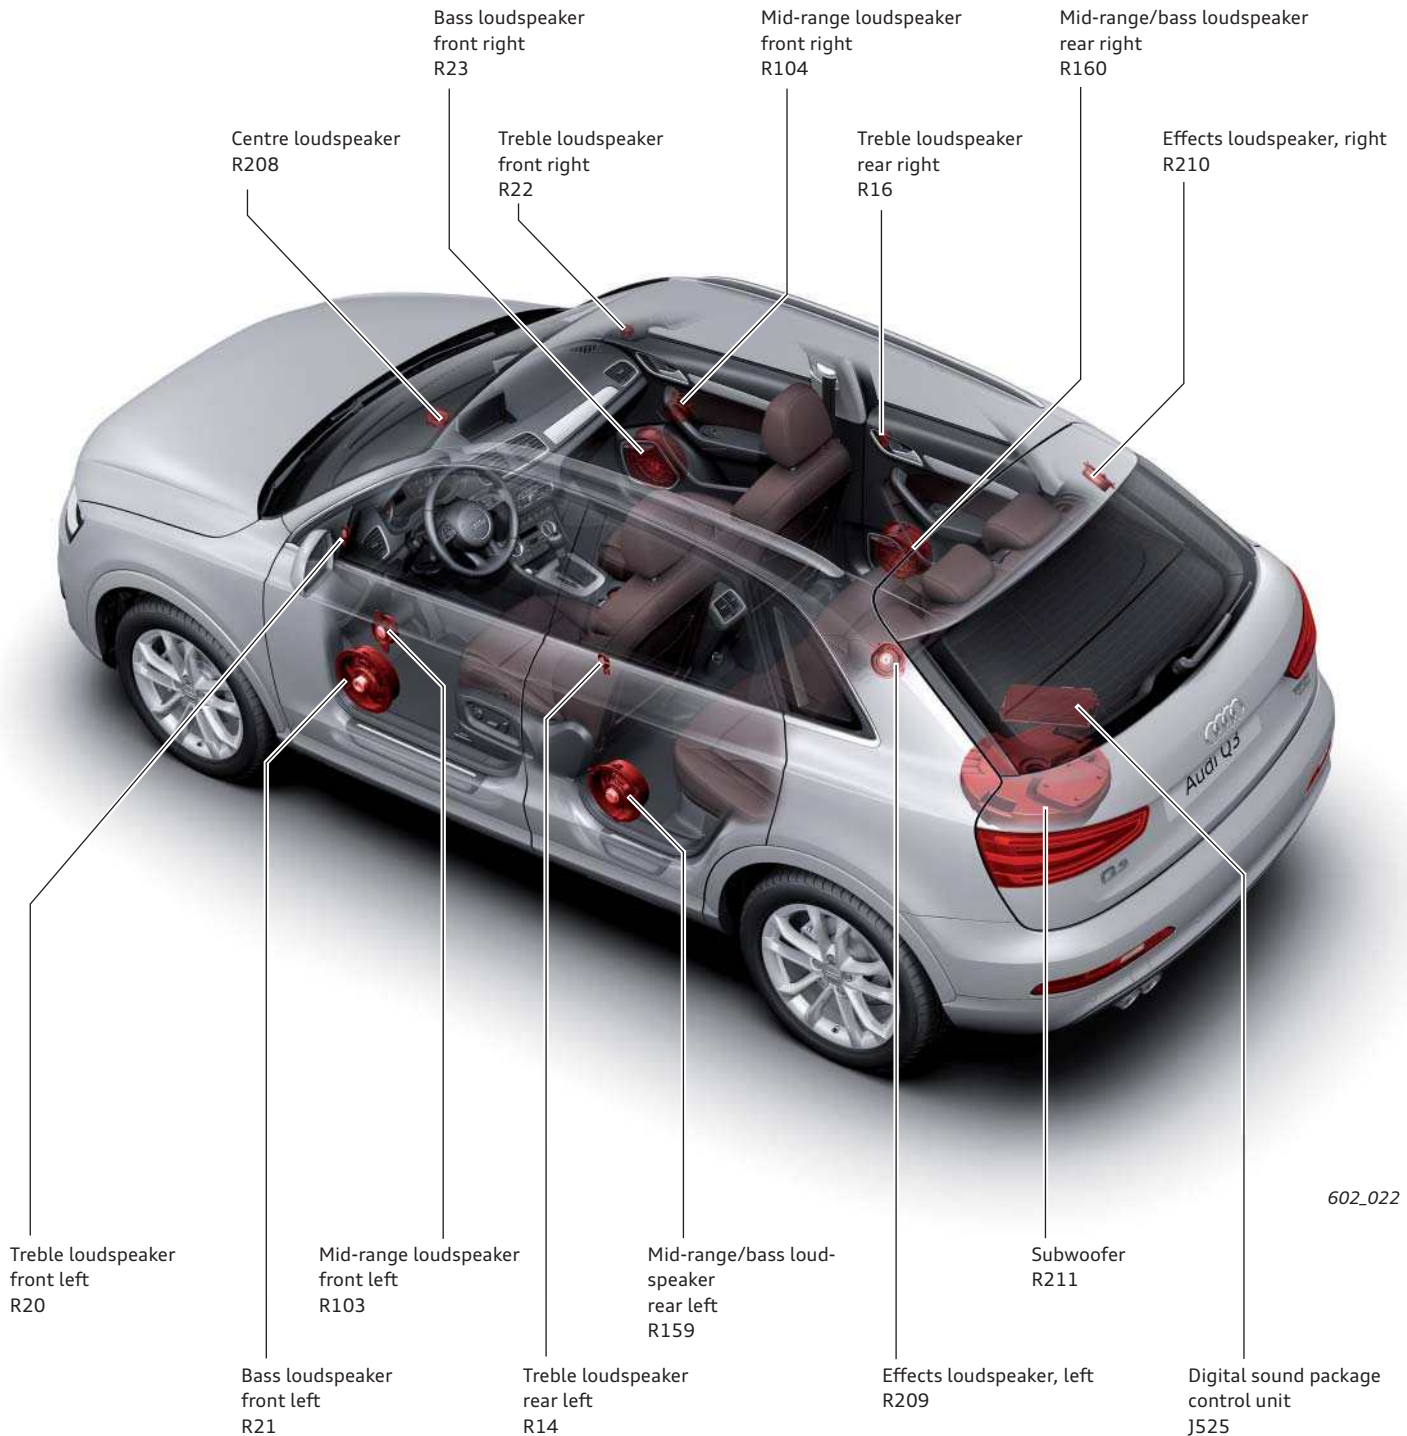 Bass loudspeaker
front right
R23
Mid-range loudspeaker
front right
R104
Mid-range/bass loudspeaker
rear right
R160
Centre loudspeaker
R208
Treble loudspeaker
front right
R22
Treble loudspeaker
rear right
R16
Effects loudspeaker, right
R210
Audi Q3
Q3
602_022
Treble loudspeaker
front left
R20
Mid-range loudspeaker
front left
R103
Mid-range/bass loud-
speaker
rear left
R159
Subwoofer
R211
Bass loudspeaker
front left
R21
Treble loudspeaker
rear left
R14
Effects loudspeaker, left
R209
Digital sound package
control unit
J525